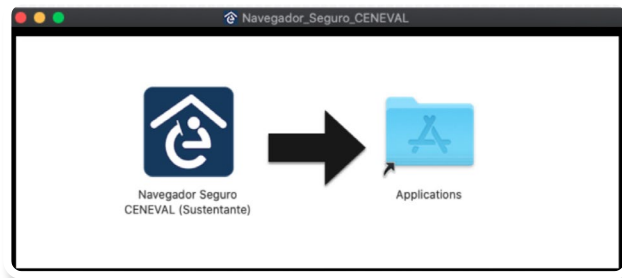 Navegador_Seguro_CENEVAL
Navegador Seguro
CENEVAL (Sustentante)
Applications